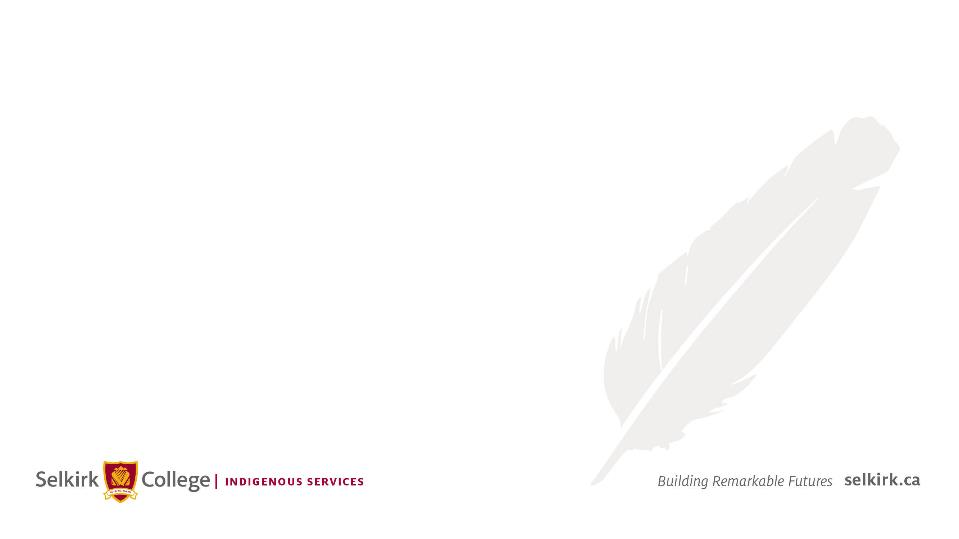 Selkirk College | INDIGENOUS SERVICES
Building Remarkable Futures selkirk.ca